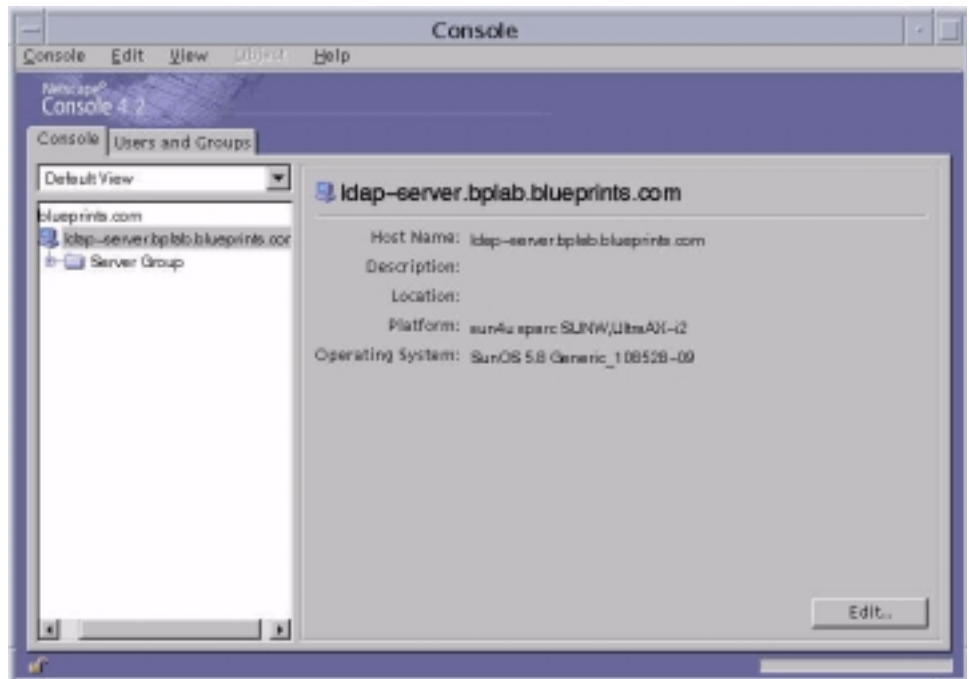 Console
Console Edit View Object Help
Netscape®
Console 4.2
Console Users and Groups
Default View
blueprints.com
ldap-server.bplab.blueprints.cor
Server Group
ldap-server.bplab.blueprints.com
Host Name: ldap-server.bplab.blueprints.com
Description:
Location:
Platform: sun4u sparc SUNW,UltraAX-i2
Operating System: SunOS 5.8 Generic_108528-09
Edit..